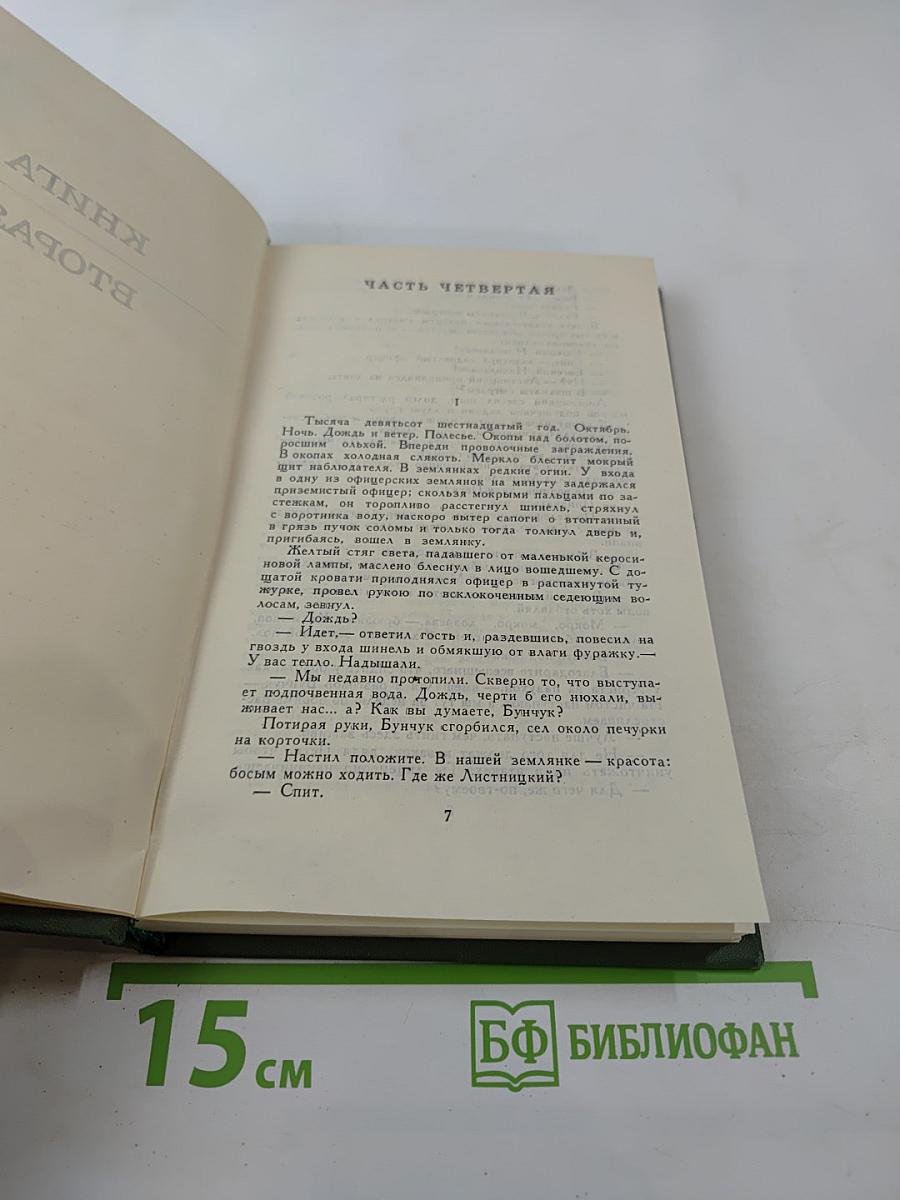 КНИГА
ВТОРАЯ
ЧАСТЬ ЧЕТВЕРТАЯ
I
Тысяча девятьсот шестнадцатый год. Октябрь.
Ночь. Дождь и ветер. Полесье. Окопы над болотом, по-
росшим ольхой. Впереди проволочные заграждения.
В окопах холодная слякоть. Меркло блестит мокрый
щит наблюдателя. В землянках редкие огни. У входа
в одну из офицерских землянок на минуту задержался
приземистый офицер; скользя мокрыми пальцами по за-
стежкам, он торопливо расстегнул шинель, стряхнул
с воротника воду, наскоро вытер сапоги о втоптанный
в грязь пучок соломы и только тогда толкнул дверь и,
пригибаясь, вошел в землянку.
Желтый стяг света, падавшего от маленькой кероси-
новой лампы, маслено блеснул в лицо вошедшему. С до-
щатой кровати приподнялся офицер в распахнутой ту-
журке, провел рукою по всклокоченным седеющим во-
лосам, зевнул.
— Дождь?
— Идет,— ответил гость и, раздевшись, повесил на
гвоздь у входа шинель и обмякшую от влаги фуражку.—
У вас тепло. Надышали.
— Мы недавно протопили. Скверно то, что выступа-
ет подпочвенная вода. Дождь, черти б его нюхали, вы-
живает нас... а? Как вы думаете, Бунчук?
Потирая руки, Бунчук сгорбился, сел около печурки
на корточки.
— Настил положите. В нашей землянке — красота:
босым можно ходить. Где же Листницкий?
— Спит.
7
15 см
БФ БИБЛИОФАН